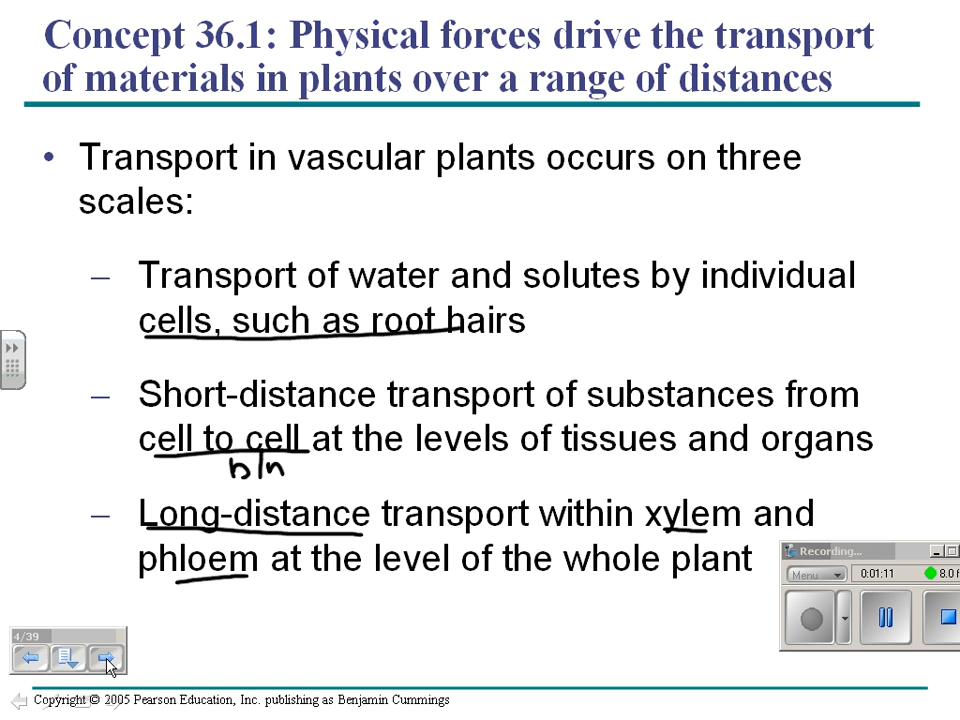 Concept 36.1: Physical forces drive the transport
of materials in plants over a range of distances
• Transport in vascular plants occurs on three
scales:
– Transport of water and solutes by individual
cells, such as root hairs
– Short-distance transport of substances from
cell to cell at the levels of tissues and organs
b/n
– Long-distance transport within xylem and
phloem at the level of the whole plant
Recording...
Menu
0:01:11
8.0 f
4/39
Copyright © 2005 Pearson Education, Inc. publishing as Benjamin Cummings